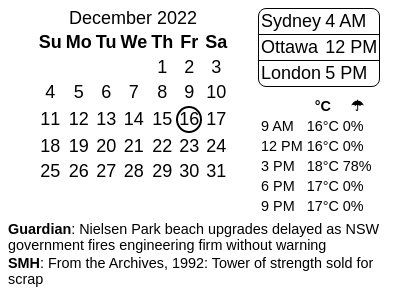 December 2022
Su Mo Tu We Th Fr Sa
1 2 3
4 5 6 7 8 9 10
11 12 13 14 15 16 17
18 19 20 21 22 23 24
25 26 27 28 29 30 31
Sydney 4 AM
Ottawa 12 PM
London 5 PM
°C ☂
9 AM 16°C 0%
12 PM 16°C 0%
3 PM 18°C 78%
6 PM 17°C 0%
9 PM 17°C 0%
Guardian: Nielsen Park beach upgrades delayed as NSW
government fires engineering firm without warning
SMH: From the Archives, 1992: Tower of strength sold for
scrap